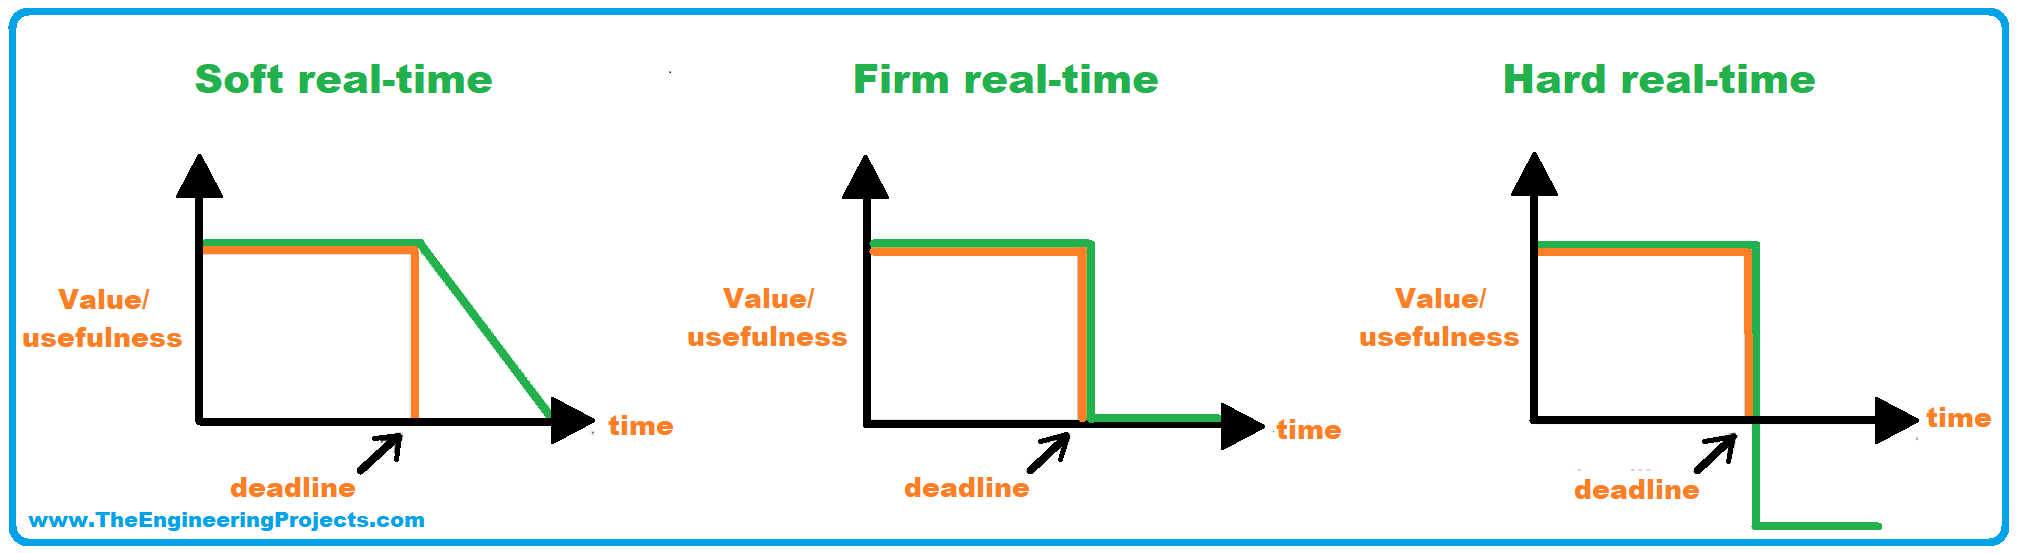 Soft real-time
Value/
usefulness
time
deadline
Firm real-time
Value/
usefulness
time
deadline
Hard real-time
Value/
usefulness
time
deadline
www.TheEngineeringProjects.com